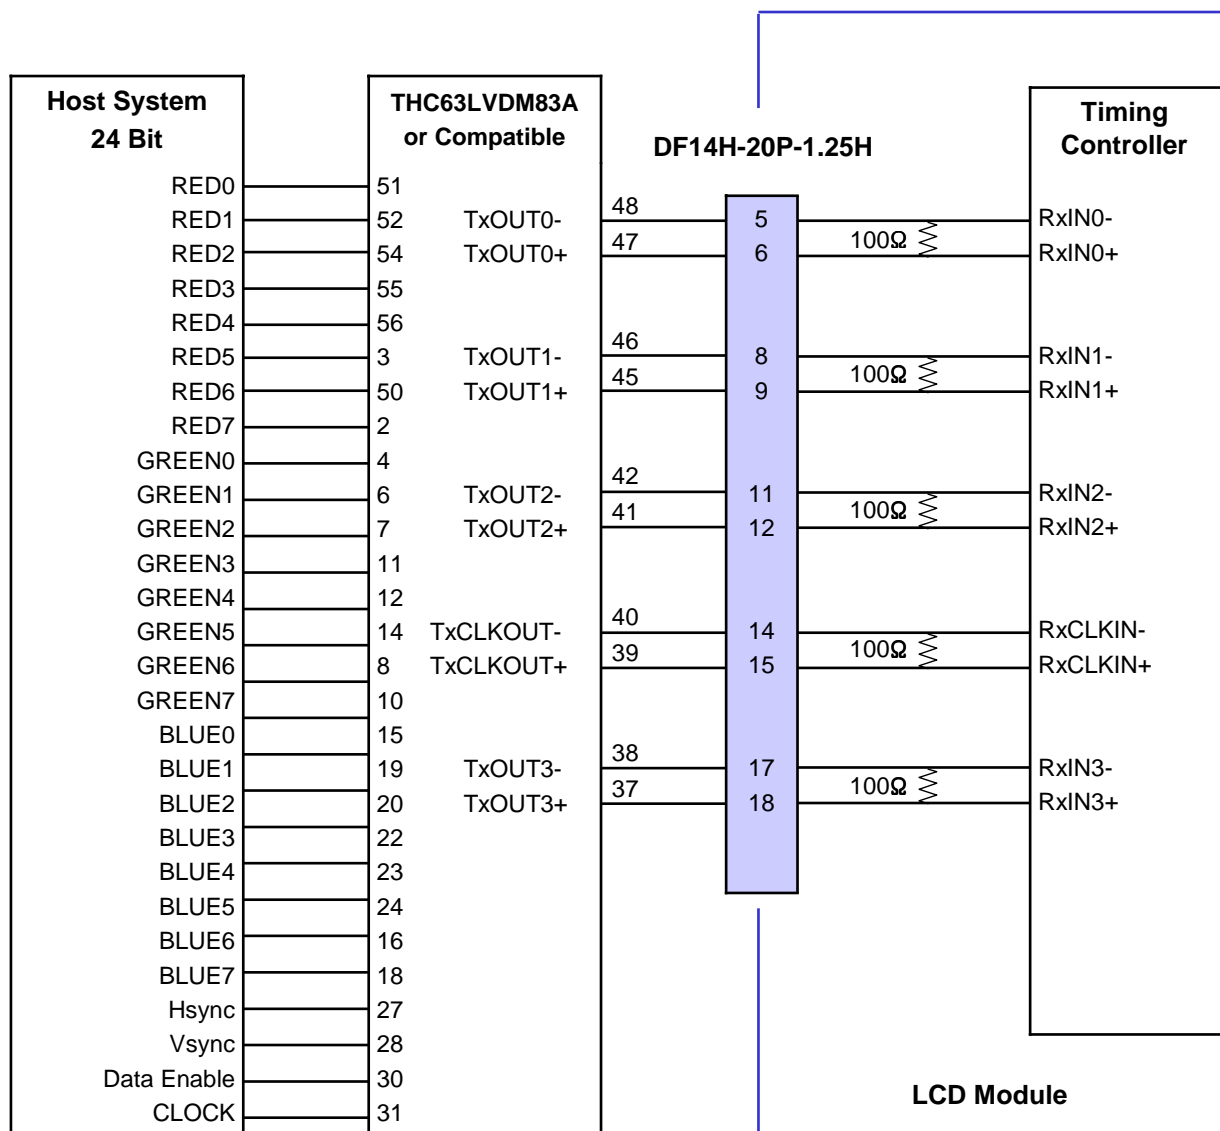 Host System
24 Bit
THC63LVDM83A
or Compatible
DF14H-20P-1.25H
Timing
Controller
RED0 51
RED1 52 TxOUT0- 48 5 RxIN0-
100Ω
RED2 54 TxOUT0+ 47 6 RxIN0+
RED3 55
RED4 56
RED5 3 TxOUT1- 46 8 RxIN1-
100Ω
RED6 50 TxOUT1+ 45 9 RxIN1+
RED7 2
GREEN0 4
GREEN1 6 TxOUT2- 42 11 RxIN2-
100Ω
GREEN2 7 TxOUT2+ 41 12 RxIN2+
GREEN3 11
GREEN4 12
GREEN5 14 TxCLKOUT- 40 14 RxCLKIN-
100Ω
GREEN6 8 TxCLKOUT+ 39 15 RxCLKIN+
GREEN7 10
BLUE0 15
BLUE1 19 TxOUT3- 38 17 RxIN3-
100Ω
BLUE2 20 TxOUT3+ 37 18 RxIN3+
BLUE3 22
BLUE4 23
BLUE5 24
BLUE6 16
BLUE7 18
Hsync 27
Vsync 28
Data Enable 30
CLOCK 31
LCD Module